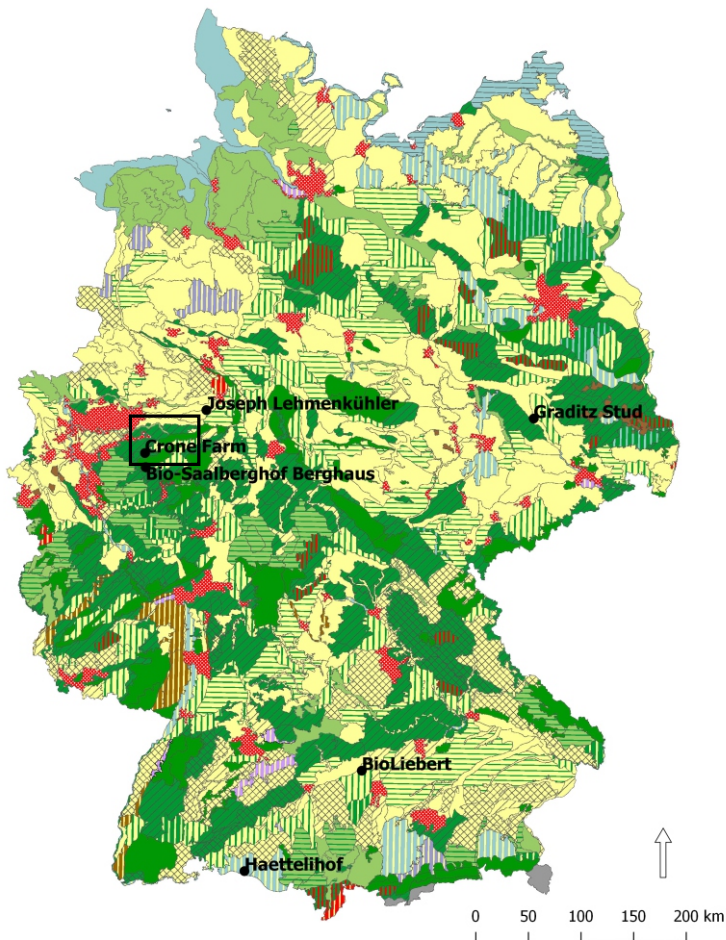 Joseph Lehmenkühler
Graditz Stud
Crone Farm
Bio-Saalberghof Berghaus
BioLiebert
Haettelihof
0 50 100 150 200 km